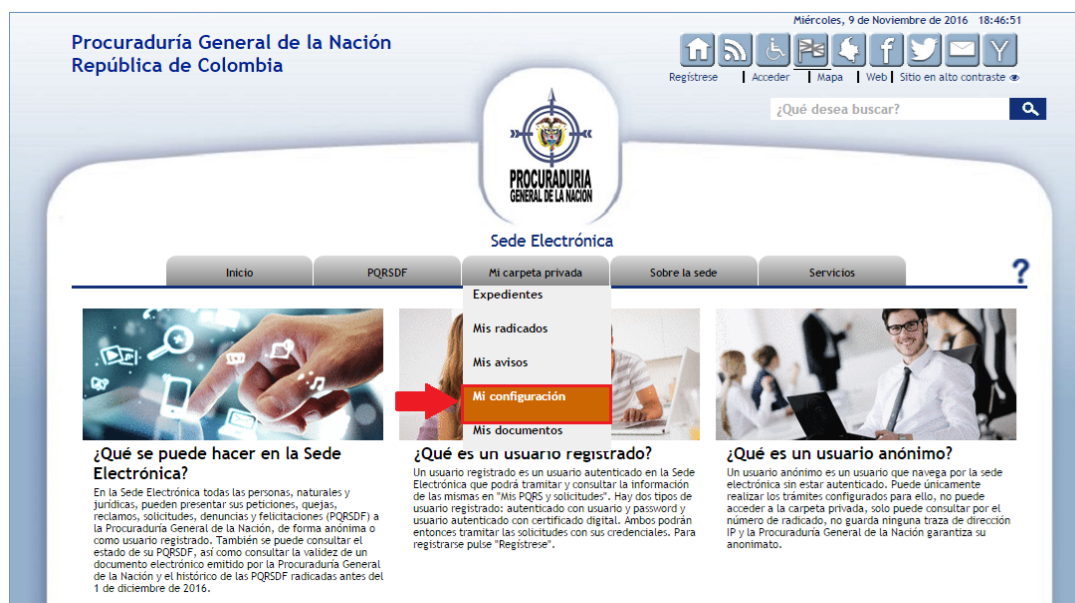 Miércoles, 9 de Noviembre de 2016   18:46:51
Procuraduría General de la Nación
República de Colombia
Regístrese | Acceder | Mapa | Web | Sitio en alto contraste
¿Qué desea buscar?
PROCURADURIA
GENERAL DE LA NACION
Sede Electrónica
Inicio
PQRSDF
Mi carpeta privada
Sobre la sede
Servicios
?
Expedientes
Mis radicados
Mis avisos
Mi configuración
Mis documentos
¿Qué se puede hacer en la Sede
Electrónica?
En la Sede Electrónica todas las personas, naturales y
jurídicas, pueden presentar sus peticiones, quejas,
reclamos, solicitudes, denuncias y felicitaciones (PQRSDF) a
la Procuraduría General de la Nación, de forma anónima o
como usuario registrado. También se puede consultar el
estado de su PQRSDF, así como consultar la validez de un
documento electrónico emitido por la Procuraduría General
de la Nación y el histórico de las PQRSDF radicadas antes del
1 de diciembre de 2016.
¿Qué es un usuario registrado?
Un usuario registrado es un usuario autenticado en la Sede
Electrónica que podrá tramitar y consultar la información
de las mismas en "Mis PQRS y solicitudes". Hay dos tipos de
usuario registrado: autenticado con usuario y password y
usuario autenticado con certificado digital. Ambos podrán
entonces tramitar las solicitudes con sus credenciales. Para
registrarse pulse "Regístrese".
¿Qué es un usuario anónimo?
Un usuario anónimo es un usuario que navega por la sede
electrónica sin estar autenticado. Puede únicamente
realizar los trámites configurados para ello, no puede
acceder a la carpeta privada, solo puede consultar por el
número de radicado, no guarda ninguna traza de dirección
IP y la Procuraduría General de la Nación garantiza su
anonimato.